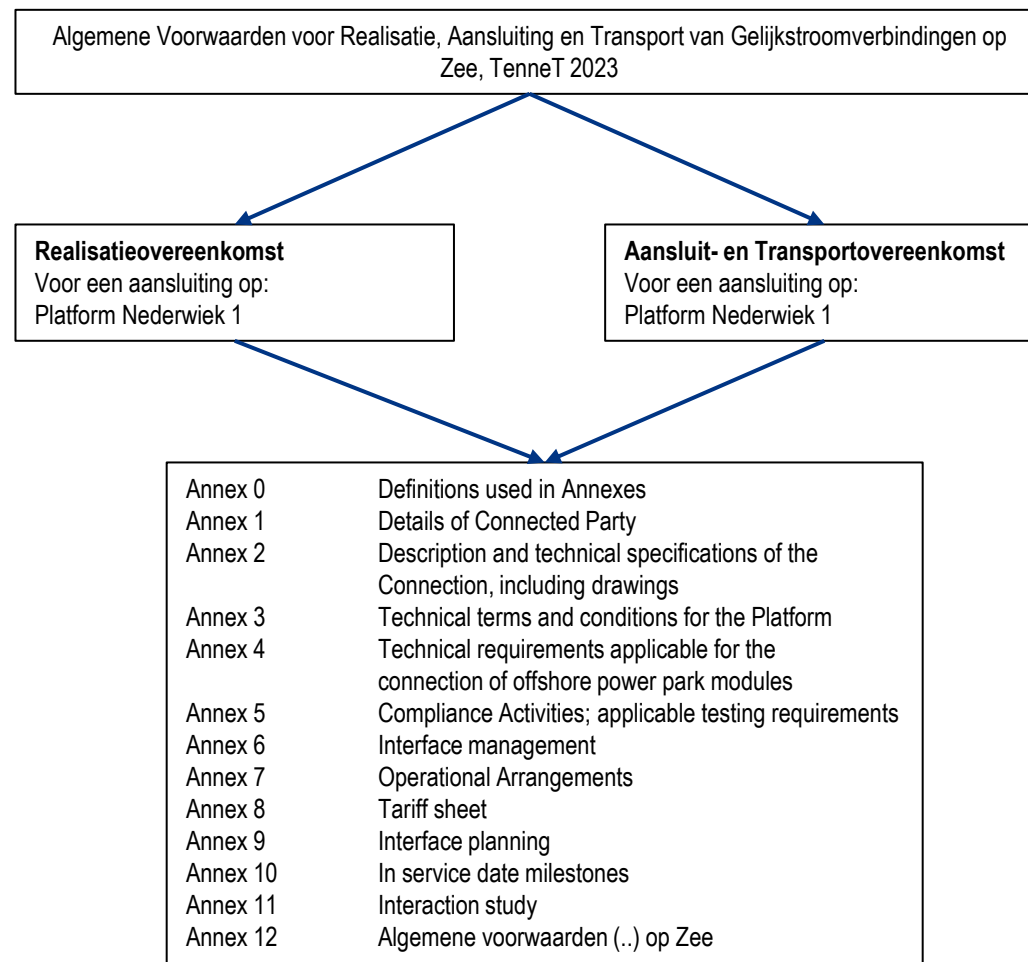 Algemene Voorwaarden voor Realisatie, Aansluiting en Transport van Gelijkstroomverbindingen op
Zee, TenneT 2023
Realisatieovereenkomst
Voor een aansluiting op:
Platform Nederwiek 1
Aansluit- en Transportovereenkomst
Voor een aansluiting op:
Platform Nederwiek 1
Annex 0 Definitions used in Annexes
Annex 1 Details of Connected Party
Annex 2 Description and technical specifications of the
Connection, including drawings
Annex 3 Technical terms and conditions for the Platform
Annex 4 Technical requirements applicable for the
connection of offshore power park modules
Annex 5 Compliance Activities; applicable testing requirements
Annex 6 Interface management
Annex 7 Operational Arrangements
Annex 8 Tariff sheet
Annex 9 Interface planning
Annex 10 In service date milestones
Annex 11 Interaction study
Annex 12 Algemene voorwaarden (..) op Zee